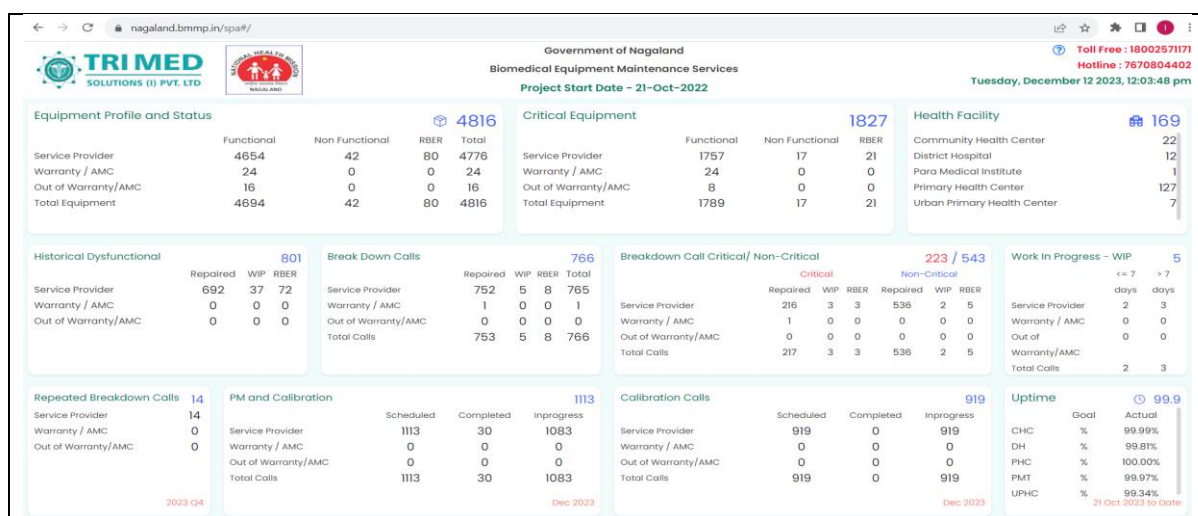 nagaland.bmmp.in/spa#/
TRIMED
SOLUTIONS (I) PVT. LTD
NATIONAL HEALTH MISSION
NAGALAND
Government of Nagaland
Biomedical Equipment Maintenance Services
Project Start Date - 21-Oct-2022
Toll Free : 18002571171
Hotline : 7670804402
Tuesday, December 12 2023, 12:03:48 pm
Equipment Profile and Status 4816
Functional Non Functional RBER Total
Service Provider 4654 42 80 4776
Warranty / AMC 24 0 0 24
Out of Warranty/AMC 16 0 0 16
Total Equipment 4694 42 80 4816
Critical Equipment 1827
Functional Non Functional RBER
Service Provider 1757 17 21
Warranty / AMC 24 0 0
Out of Warranty/AMC 8 0 0
Total Equipment 1789 17 21
Health Facility 169
Community Health Center 22
District Hospital 12
Para Medical Institute 1
Primary Health Center 127
Urban Primary Health Center 7
Historical Dysfunctional 801
Repaired WIP RBER
Service Provider 692 37 72
Warranty / AMC 0 0 0
Out of Warranty/AMC 0 0 0
Break Down Calls 766
Repaired WIP RBER Total
Service Provider 752 5 8 765
Warranty / AMC 1 0 0 1
Out of Warranty/AMC 0 0 0 0
Total Calls 753 5 8 766
Breakdown Call Critical/ Non-Critical 223 / 543
Critical Non-Critical
Repaired WIP RBER Repaired WIP RBER
Service Provider 216 3 3 536 2 5
Warranty / AMC 1 0 0 0 0 0
Out of Warranty/AMC 0 0 0 0 0 0
Total Calls 217 3 3 536 2 5
Work In Progress - WIP 5
<= 7 > 7
days days
Service Provider 2 3
Warranty / AMC 0 0
Out of 0 0
Warranty/AMC
Total Calls 2 3
Repeated Breakdown Calls 14
Service Provider 14
Warranty / AMC 0
Out of Warranty/AMC 0
2023 Q4
PM and Calibration 1113
Scheduled Completed Inprogress
Service Provider 1113 30 1083
Warranty / AMC 0 0 0
Out of Warranty/AMC 0 0 0
Total Calls 1113 30 1083
Dec 2023
Calibration Calls 919
Scheduled Completed Inprogress
Service Provider 919 0 919
Warranty / AMC 0 0 0
Out of Warranty/AMC 0 0 0
Total Calls 919 0 919
Dec 2023
Uptime 99.9
Goal Actual
CHC % 99.99%
DH % 99.81%
PHC % 100.00%
PMT % 99.97%
UPHC % 99.34%
21 Oct 2023 to Date